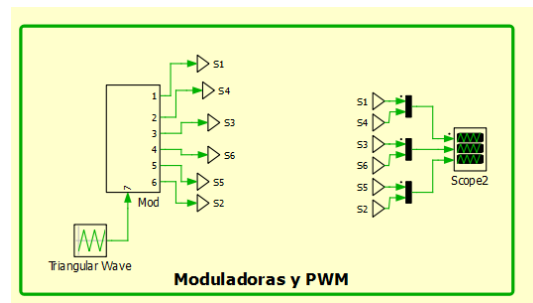 1 S1
2 S4
3 S3
4 S6
5 S5
6 S2
7
Mod
Triangular Wave
S1
S4
S3
S6
S5
S2
Scope2
Moduladoras y PWM